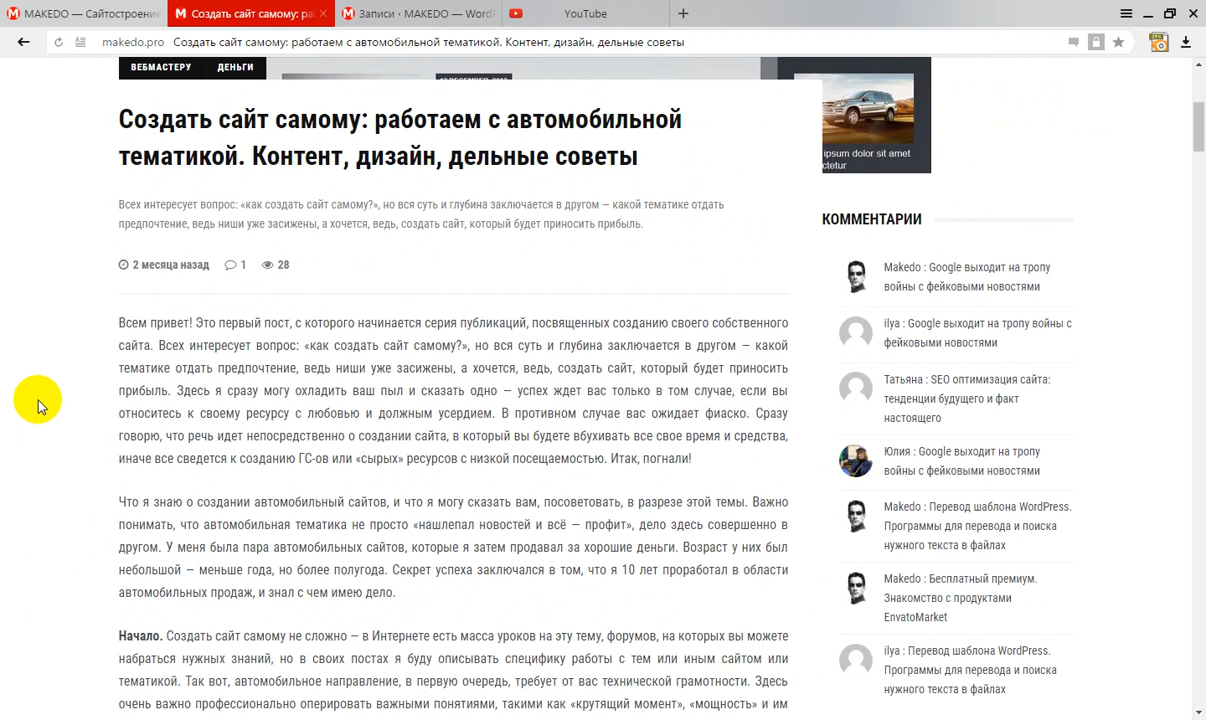 MAKEDO — Сайтостроение
Создать сайт самому: ра
Записи ‹ MAKEDO — Word
YouTube
makedo.pro Создать сайт самому: работаем с автомобильной тематикой. Контент, дизайн, дельные советы
ВЕБМАСТЕРУ ДЕНЬГИ
Создать сайт самому: работаем с автомобильной
тематикой. Контент, дизайн, дельные советы
Всех интересует вопрос: «как создать сайт самому?», но вся суть и глубина заключается в другом — какой тематике отдать
предпочтение, ведь ниши уже засижены, а хочется, ведь, создать сайт, который будет приносить прибыль.
2 месяца назад 1 28
Всем привет! Это первый пост, с которого начинается серия публикаций, посвященных созданию своего собственного
сайта. Всех интересует вопрос: «как создать сайт самому?», но вся суть и глубина заключается в другом — какой
тематике отдать предпочтение, ведь ниши уже засижены, а хочется, ведь, создать сайт, который будет приносить
прибыль. Здесь я сразу могу охладить ваш пыл и сказать одно — успех ждет вас только в том случае, если вы
относитесь к своему ресурсу с любовью и должным усердием. В противном случае вас ожидает фиаско. Сразу
говорю, что речь идет непосредственно о создании сайта, в который вы будете вбухивать все свое время и средства,
иначе все сведется к созданию ГС-ов или «сырых» ресурсов с низкой посещаемостью. Итак, погнали!
Что я знаю о создании автомобильный сайтов, и что я могу сказать вам, посоветовать, в разрезе этой темы. Важно
понимать, что автомобильная тематика не просто «нашлепал новостей и всё — профит», дело здесь совершенно в
другом. У меня была пара автомобильных сайтов, которые я затем продавал за хорошие деньги. Возраст у них был
небольшой — меньше года, но более полугода. Секрет успеха заключался в том, что я 10 лет проработал в области
автомобильных продаж, и знал с чем имею дело.
Начало. Создать сайт самому не сложно — в Интернете есть масса уроков на эту тему, форумов, на которых вы можете
набраться нужных знаний, но в своих постах я буду описывать специфику работы с тем или иным сайтом или
тематикой. Так вот, автомобильное направление, в первую очередь, требует от вас технической грамотности. Здесь
очень важно профессионально оперировать важными понятиями, такими как «крутящий момент», «мощность» и им
ipsum dolor sit amet
ctetur
КОММЕНТАРИИ
Makedo : Google выходит на тропу
войны с фейковыми новостями
ilya : Google выходит на тропу войны с
фейковыми новостями
Татьяна : SEO оптимизация сайта:
тенденции будущего и факт
настоящего
Юлия : Google выходит на тропу
войны с фейковыми новостями
Makedo : Перевод шаблона WordPress.
Программы для перевода и поиска
нужного текста в файлах
Makedo : Бесплатный премиум.
Знакомство с продуктами
EnvatoMarket
ilya : Перевод шаблона WordPress.
Программы для перевода и поиска
нужного текста в файлах